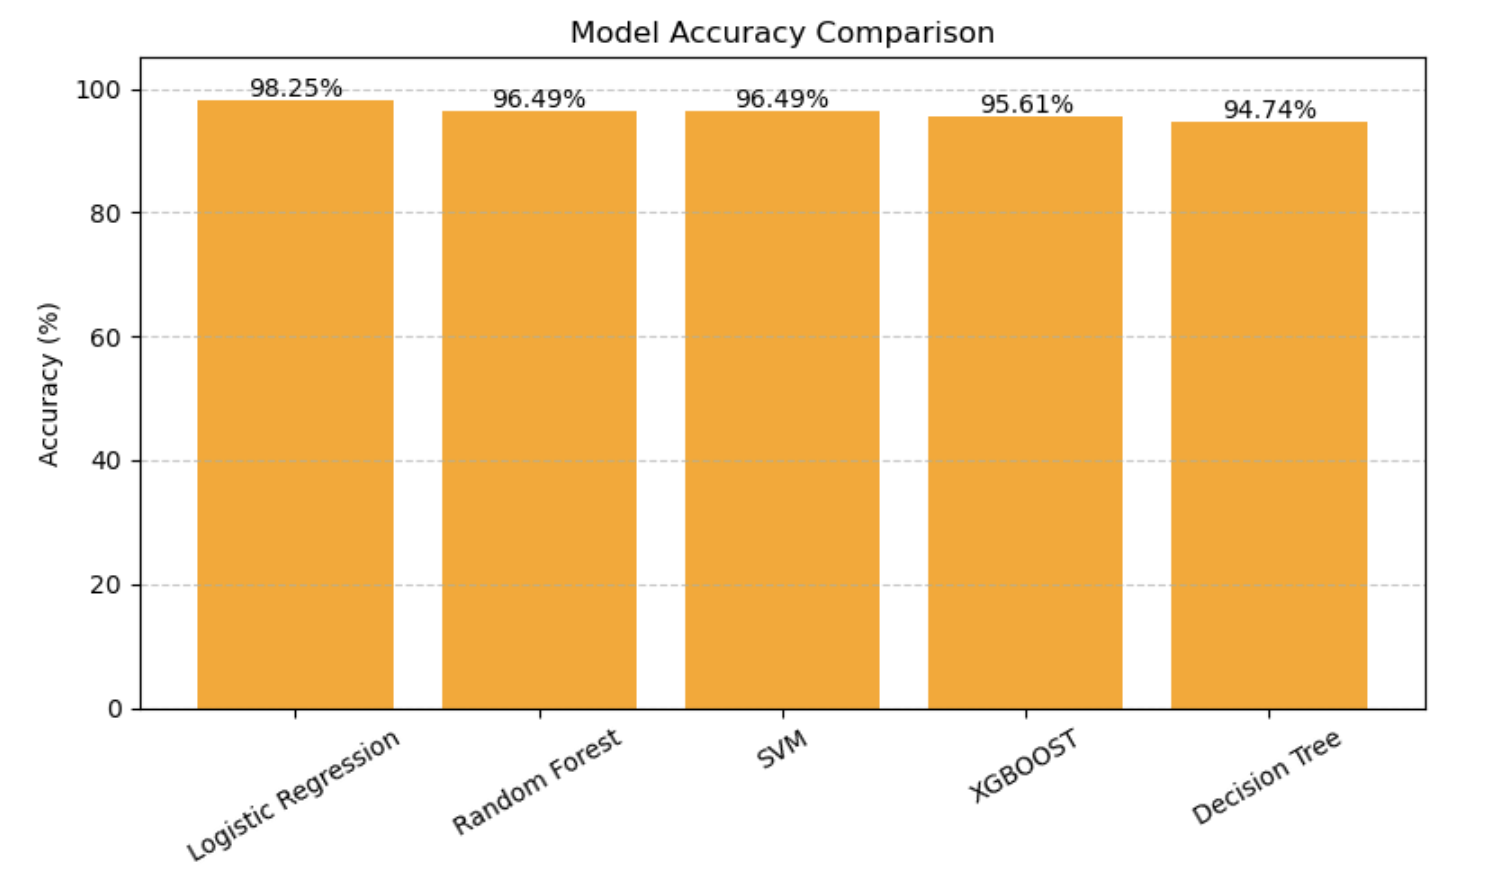 Model Accuracy Comparison
98.25%
96.49%
96.49%
95.61%
94.74%
100
80
60
40
20
0
Accuracy (%)
Logistic Regression
Random Forest
SVM
XGBOOST
Decision Tree